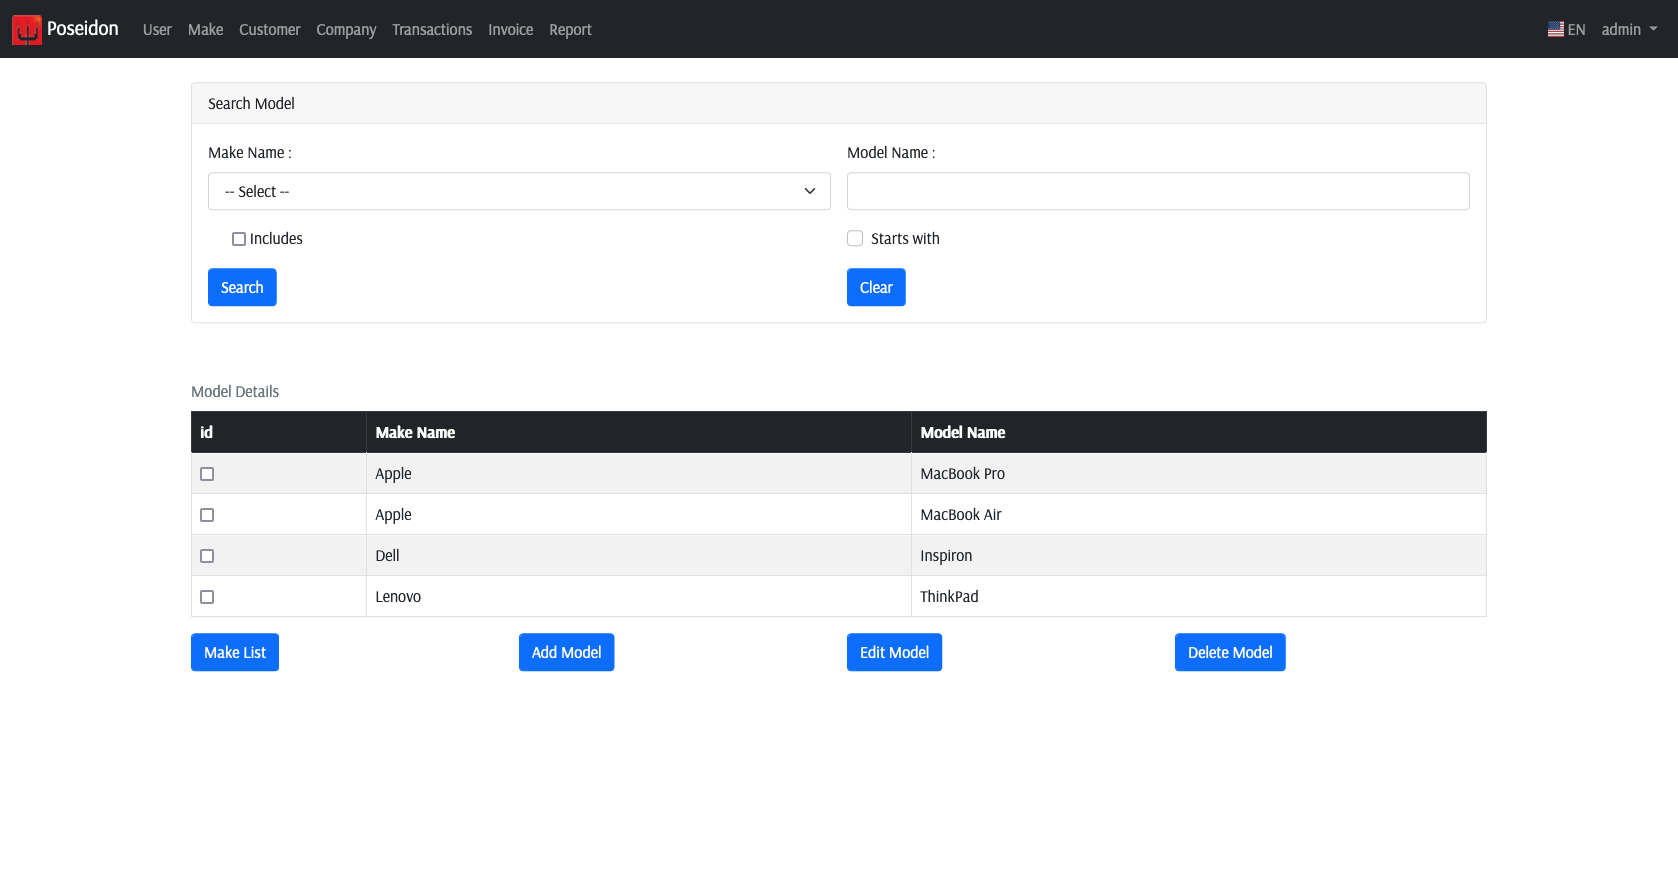 Poseidon User Make Customer Company Transactions Invoice Report EN admin
Search Model
Make Name : Model Name :
-- Select --
Includes Starts with
Search Clear
Model Details
id Make Name Model Name
Apple MacBook Pro
Apple MacBook Air
Dell Inspiron
Lenovo ThinkPad
Make List Add Model Edit Model Delete Model